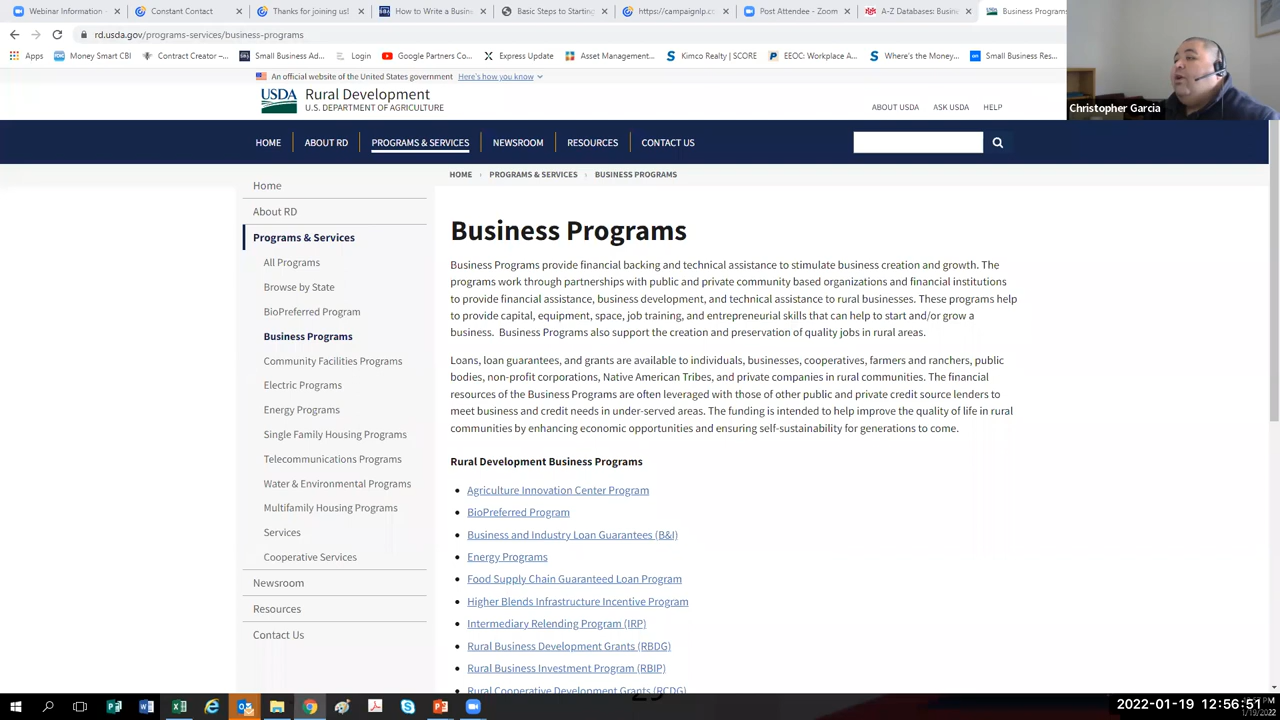 Webinar Information -
Constant Contact
Thanks for joining us!
How to Write a Busines
Basic Steps to Starting
https://campaignlp.co
Post Attendee - Zoom
A-Z Databases: Busine
Business Programs
rd.usda.gov/programs-services/business-programs
Apps
Money Smart CBI
Contract Creator –...
Small Business Ad...
Login
Google Partners Co...
Express Update
Asset Management...
Kimco Realty | SCORE
EEOC: Workplace A...
Where's the Money...
Small Business Res...
An official website of the United States government Here's how you know
USDA
Rural Development
U.S. DEPARTMENT OF AGRICULTURE
ABOUT USDA
ASK USDA
HELP
Christopher Garcia
HOME
ABOUT RD
PROGRAMS & SERVICES
NEWSROOM
RESOURCES
CONTACT US
HOME › PROGRAMS & SERVICES › BUSINESS PROGRAMS
Home
About RD
Programs & Services
All Programs
Browse by State
BioPreferred Program
Business Programs
Community Facilities Programs
Electric Programs
Energy Programs
Single Family Housing Programs
Telecommunications Programs
Water & Environmental Programs
Multifamily Housing Programs
Services
Cooperative Services
Newsroom
Resources
Contact Us
Business Programs
Business Programs provide financial backing and technical assistance to stimulate business creation and growth. The
programs work through partnerships with public and private community based organizations and financial institutions
to provide financial assistance, business development, and technical assistance to rural businesses. These programs help
to provide capital, equipment, space, job training, and entrepreneurial skills that can help to start and/or grow a
business. Business Programs also support the creation and preservation of quality jobs in rural areas.
Loans, loan guarantees, and grants are available to individuals, businesses, cooperatives, farmers and ranchers, public
bodies, non-profit corporations, Native American Tribes, and private companies in rural communities. The financial
resources of the Business Programs are often leveraged with those of other public and private credit source lenders to
meet business and credit needs in under-served areas. The funding is intended to help improve the quality of life in rural
communities by enhancing economic opportunities and ensuring self-sustainability for generations to come.
Rural Development Business Programs
• Agriculture Innovation Center Program
• BioPreferred Program
• Business and Industry Loan Guarantees (B&I)
• Energy Programs
• Food Supply Chain Guaranteed Loan Program
• Higher Blends Infrastructure Incentive Program
• Intermediary Relending Program (IRP)
• Rural Business Development Grants (RBDG)
• Rural Business Investment Program (RBIP)
• Rural Cooperative Development Grants (RCDG)
2022-01-19 12:56:51
1/19/2022